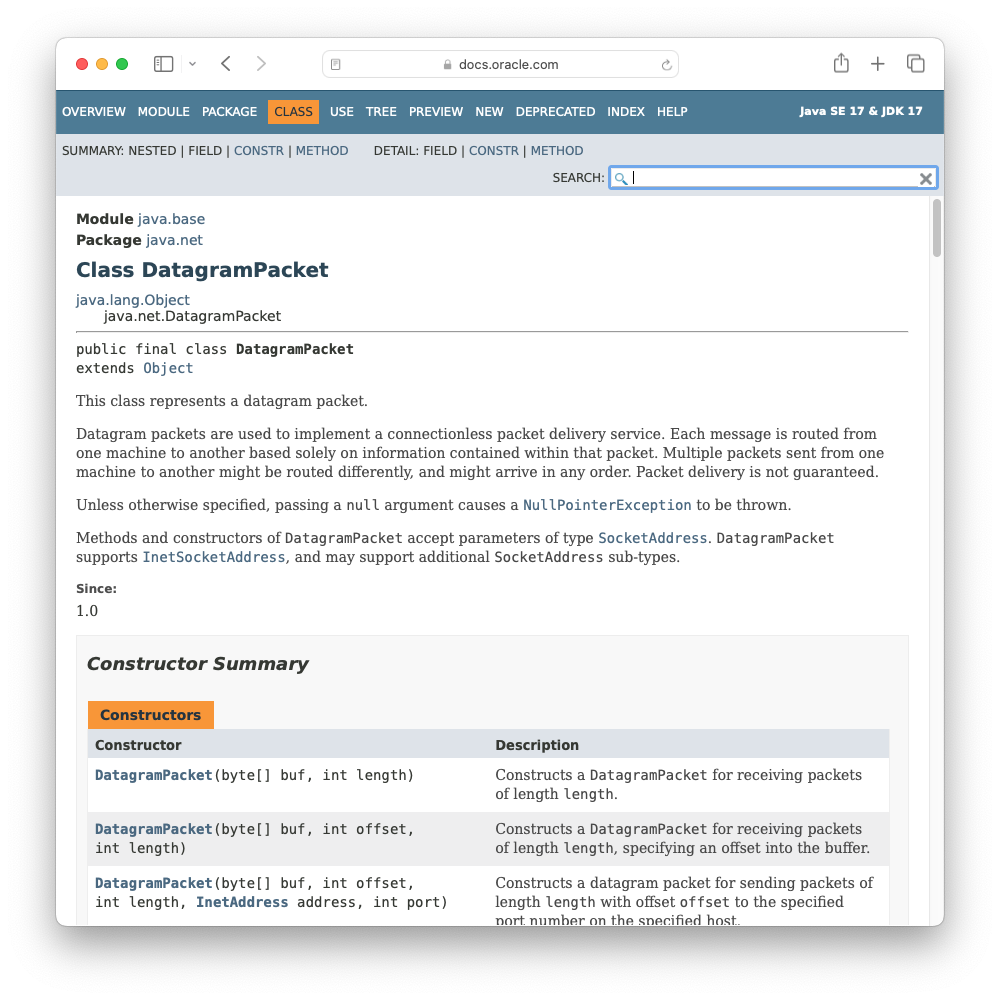 docs.oracle.com
OVERVIEW MODULE PACKAGE CLASS USE TREE PREVIEW NEW DEPRECATED INDEX HELP Java SE 17 & JDK 17
SUMMARY: NESTED | FIELD | CONSTR | METHOD DETAIL: FIELD | CONSTR | METHOD
SEARCH:
Module java.base
Package java.net
Class DatagramPacket
java.lang.Object
java.net.DatagramPacket
public final class DatagramPacket
extends Object
This class represents a datagram packet.
Datagram packets are used to implement a connectionless packet delivery service. Each message is routed from
one machine to another based solely on information contained within that packet. Multiple packets sent from one
machine to another might be routed differently, and might arrive in any order. Packet delivery is not guaranteed.
Unless otherwise specified, passing a null argument causes a NullPointerException to be thrown.
Methods and constructors of DatagramPacket accept parameters of type SocketAddress. DatagramPacket
supports InetSocketAddress, and may support additional SocketAddress sub-types.
Since:
1.0
Constructor Summary
Constructors
Constructor Description
DatagramPacket(byte[] buf, int length) Constructs a DatagramPacket for receiving packets
of length length.
DatagramPacket(byte[] buf, int offset, Constructs a DatagramPacket for receiving packets
int length) of length length, specifying an offset into the buffer.
DatagramPacket(byte[] buf, int offset, Constructs a datagram packet for sending packets of
int length, InetAddress address, int port) length length with offset offset to the specified
port number on the specified host.